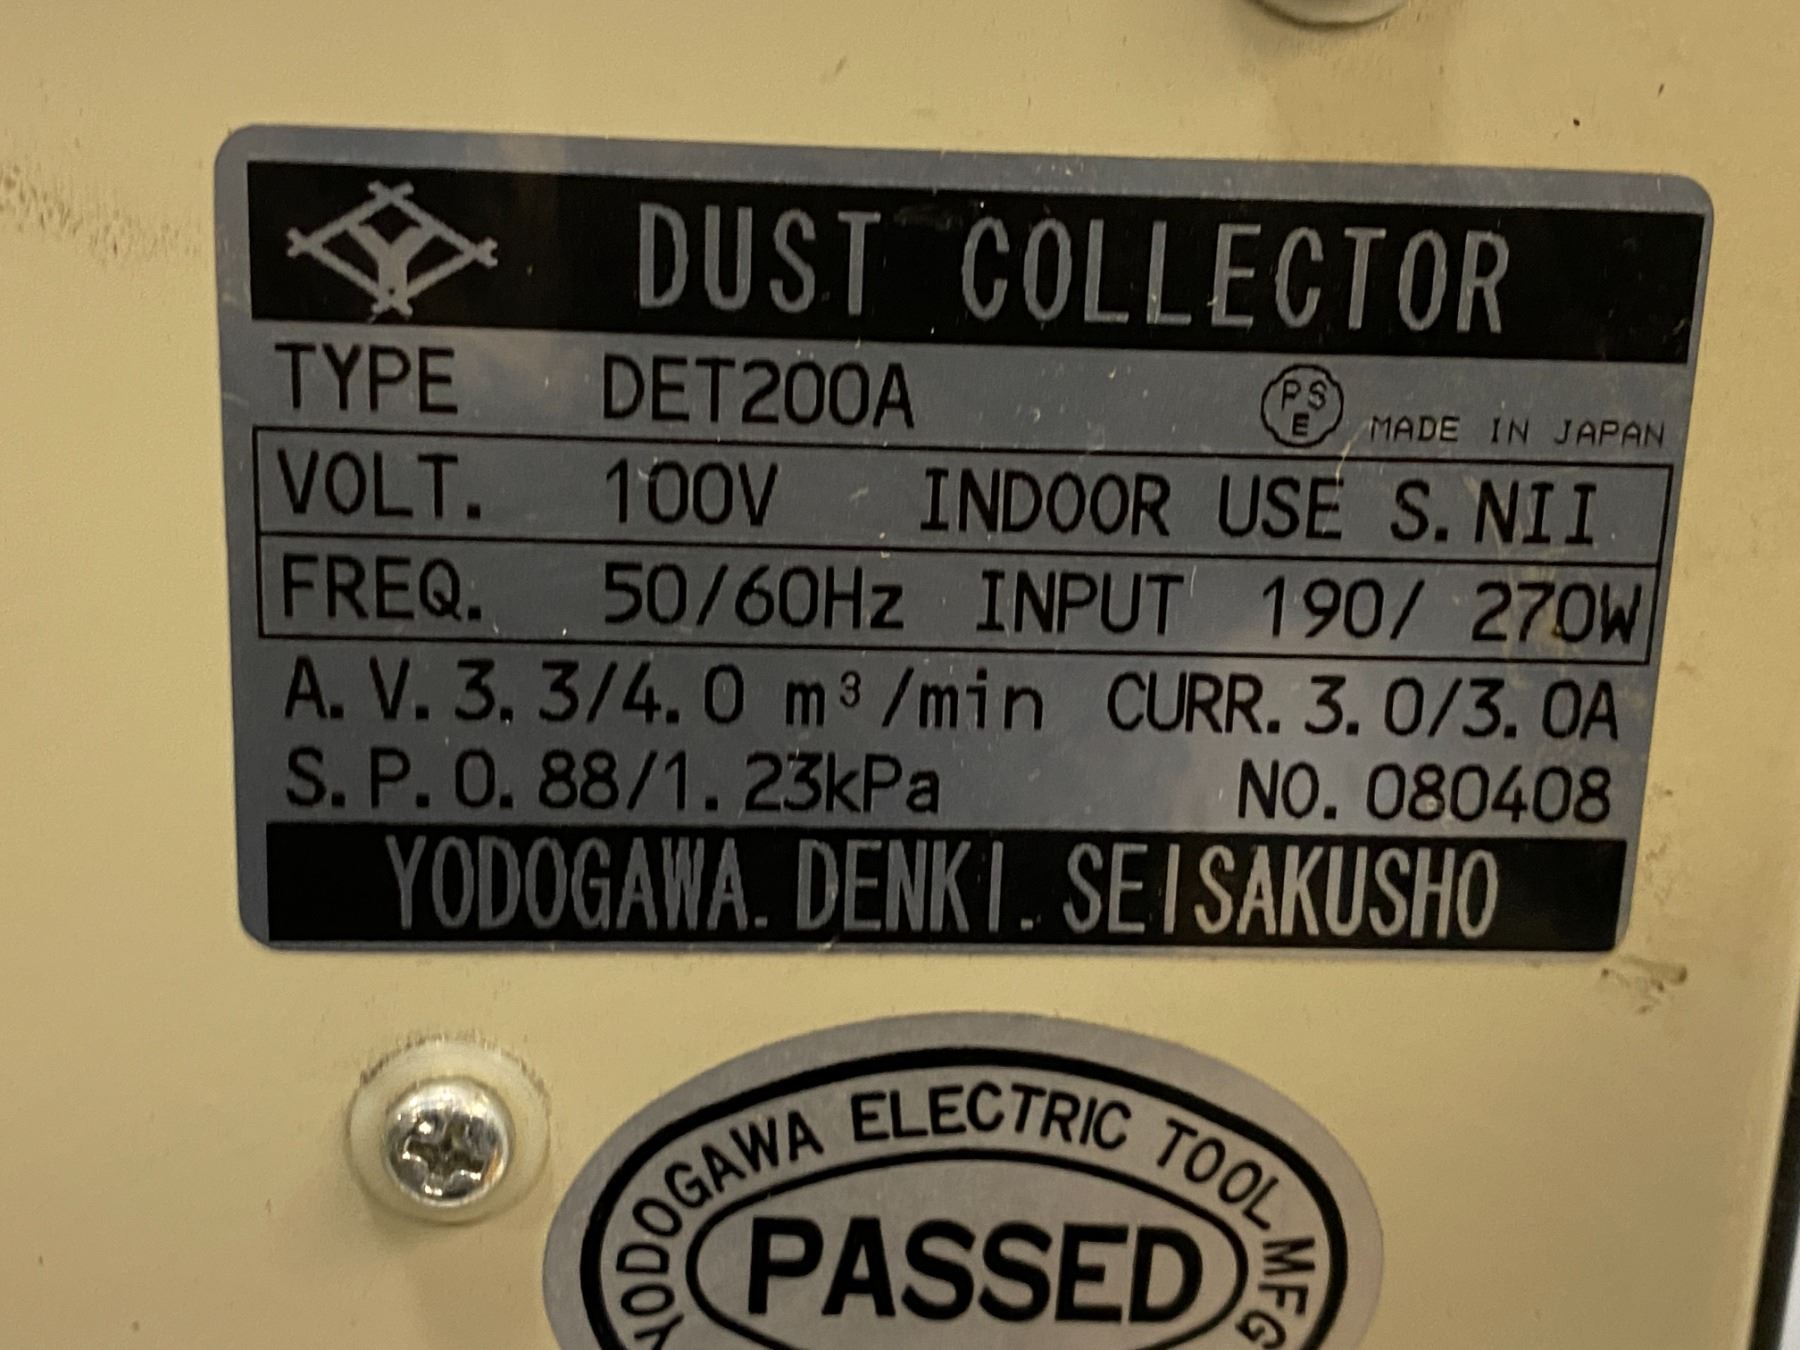 Y DUST COLLECTOR
TYPE DET200A PSE MADE IN JAPAN
VOLT. 100V INDOOR USE S.NII
FREQ. 50/60Hz INPUT 190/ 270W
A.V.3.3/4.0 m³/min CURR.3.0/3.0A
S.P.0.88/1.23kPa NO.080408
YODOGAWA.DENKI.SEISAKUSHO
YODOGAWA ELECTRIC TOOL MFG
PASSED